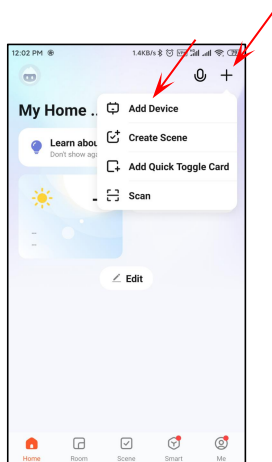 12:02 PM
1.4KB/s
My Home ..
Add Device
Learn abou
Don't show aga
Create Scene
Add Quick Toggle Card
Scan
--
--
Edit
Home
Room
Scene
Smart
Me